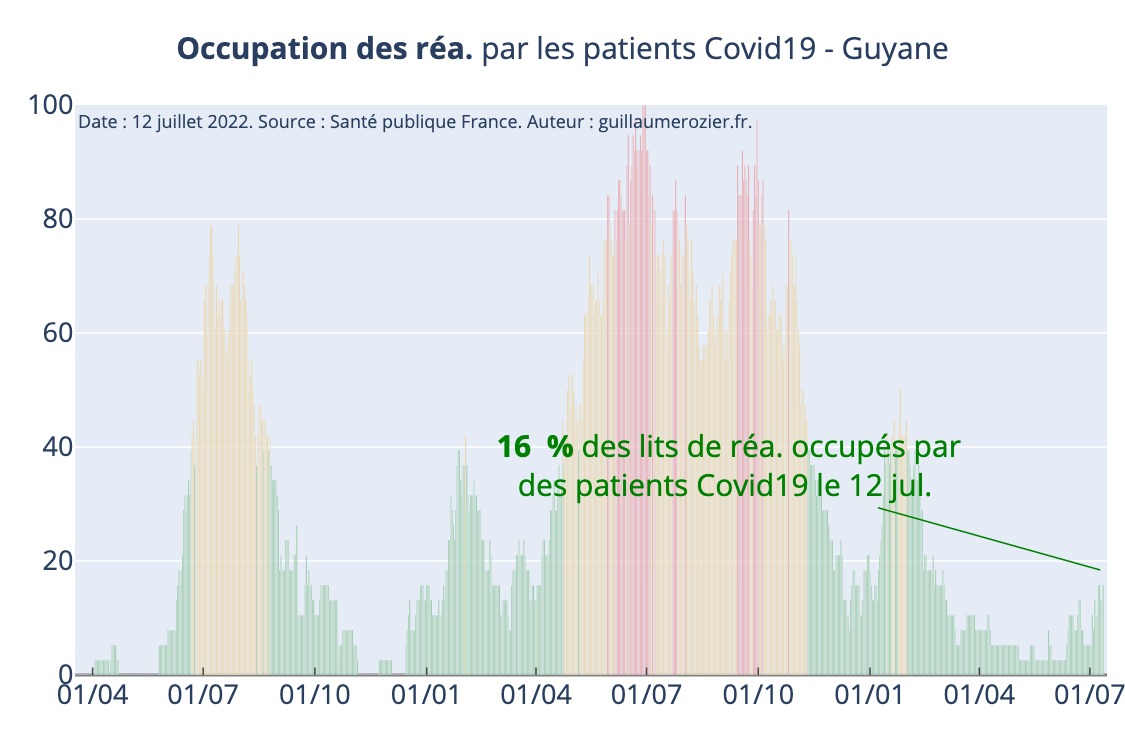 Occupation des réa. par les patients Covid19 - Guyane
100
Date : 12 juillet 2022. Source : Santé publique France. Auteur : guillaumerozier.fr.
80
60
40
16 % des lits de réa. occupés par
des patients Covid19 le 12 jul.
20
0
01/04 01/07 01/10 01/01 01/04 01/07 01/10 01/01 01/04 01/07